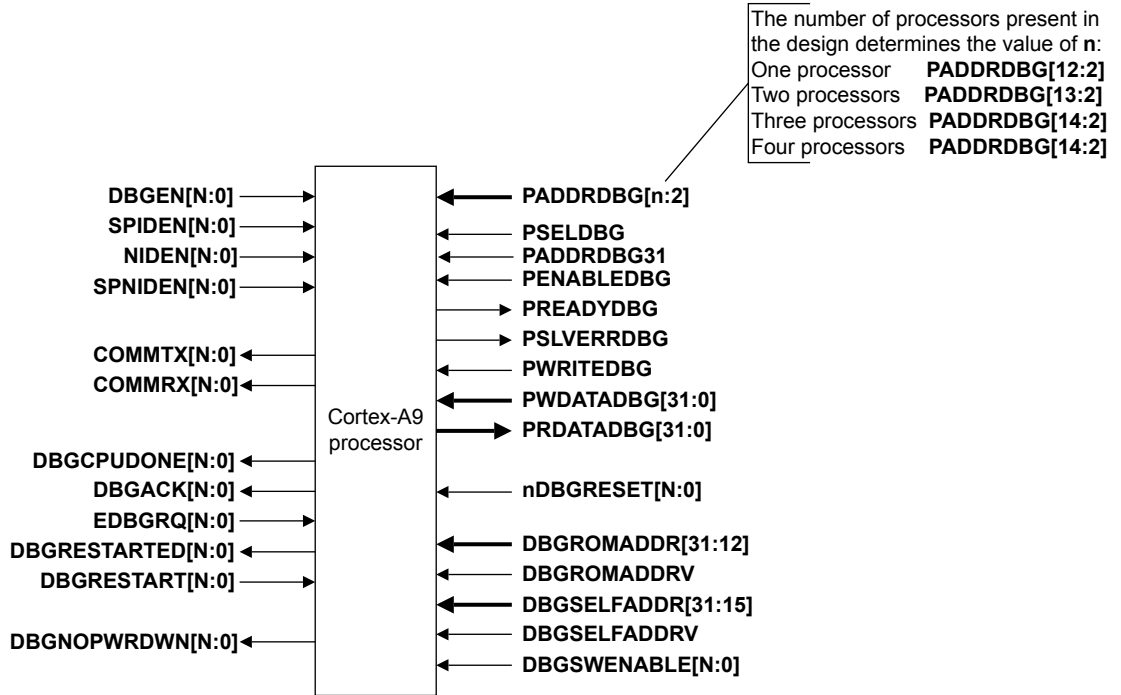 The number of processors present in
the design determines the value of n:
One processor PADDRDBG[12:2]
Two processors PADDRDBG[13:2]
Three processors PADDRDBG[14:2]
Four processors PADDRDBG[14:2]
DBGEN[N:0]
SPIDEN[N:0]
NIDEN[N:0]
SPNIDEN[N:0]
COMMTX[N:0]
COMMRX[N:0]
DBGCPUDONE[N:0]
DBGACK[N:0]
EDBGRQ[N:0]
DBGRESTARTED[N:0]
DBGRESTART[N:0]
DBGNOPWRDWN[N:0]
Cortex-A9
processor
PADDRDBG[n:2]
PSELDBG
PADDRDBG31
PENABLEDBG
PREADYDBG
PSLVERRDBG
PWRITEDBG
PWDATADBG[31:0]
PRDATADBG[31:0]
nDBGRESET[N:0]
DBGROMADDR[31:12]
DBGROMADDRV
DBGSELFADDR[31:15]
DBGSELFADDRV
DBGSWENABLE[N:0]